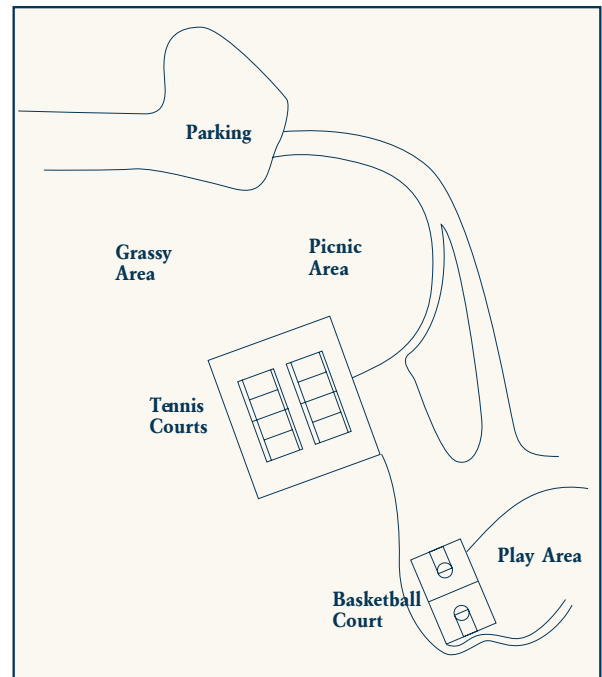 Parking
Grassy
Area
Picnic
Area
Tennis
Courts
Play Area
Basketball
Court